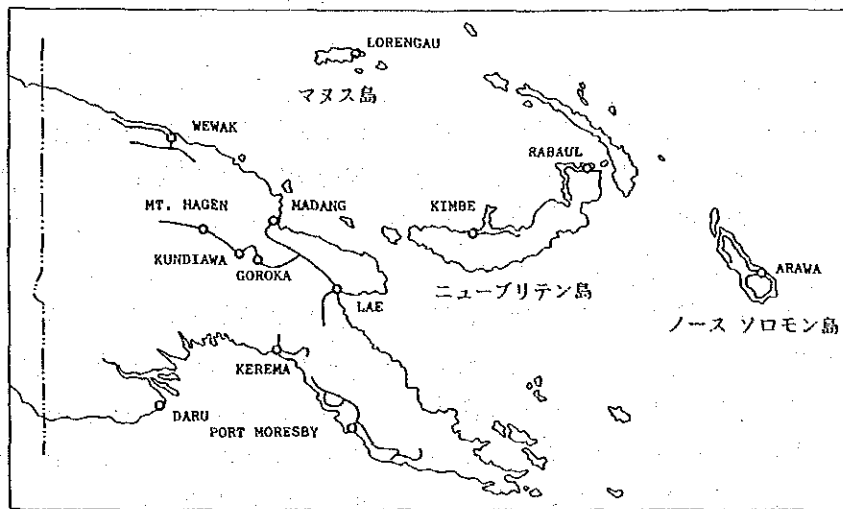 LORENGAU
マヌス島
WEWAK
RABAUL
MT. HAGEN
MADANG
KIMBE
KUNDIAWA
GOROKA
ARAWA
LAE
ニューブリテン島
ノース ソロモン島
KEREMA
DARU
PORT MORESBY